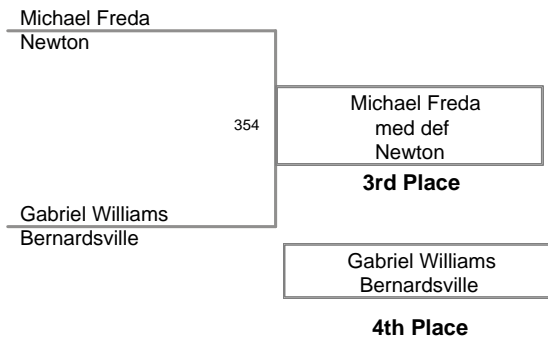 Michael Freda
Newton
354
Michael Freda
med def
Newton
3rd Place
Gabriel Williams
Bernardsville
Gabriel Williams
Bernardsville
4th Place